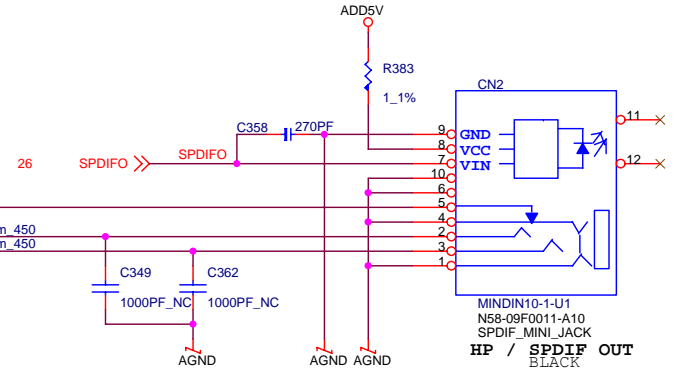 ADD5V
R383
1_1%
CN2
C358
270PF
11
9
GND
8
VCC
26
SPDIFO
SPDIFO
7
VIN
12
10
6
5
4
m_450
2
m_450
3
1
C349
C362
1000PF_NC
1000PF_NC
MINDIN10-1-U1
N58-09F0011-A10
SPDIF_MINI_JACK
HP / SPDIF OUT
BLACK
AGND
AGND
AGND